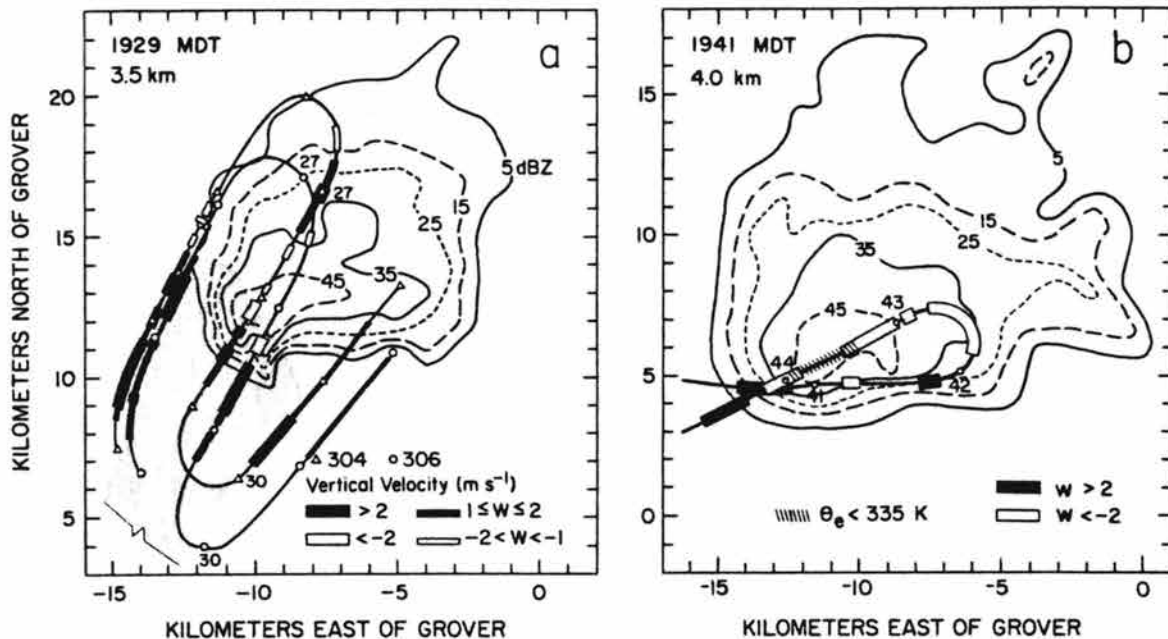 1929 MDT
3.5 km
a
KILOMETERS NORTH OF GROVER
20
15
10
5
27
27
5 dBZ
15
25
35
45
30
30
△ 304 ○ 306
Vertical Velocity (m s⁻¹)
> 2
1 ≤ W ≤ 2
< -2
-2 < W < -1
-15
-10
-5
0
KILOMETERS EAST OF GROVER
1941 MDT
4.0 km
b
15
10
5
0
5
15
25
35
45
43
44
41
42
θe < 335 K
W > 2
W < -2
-15
-10
-5
0
KILOMETERS EAST OF GROVER